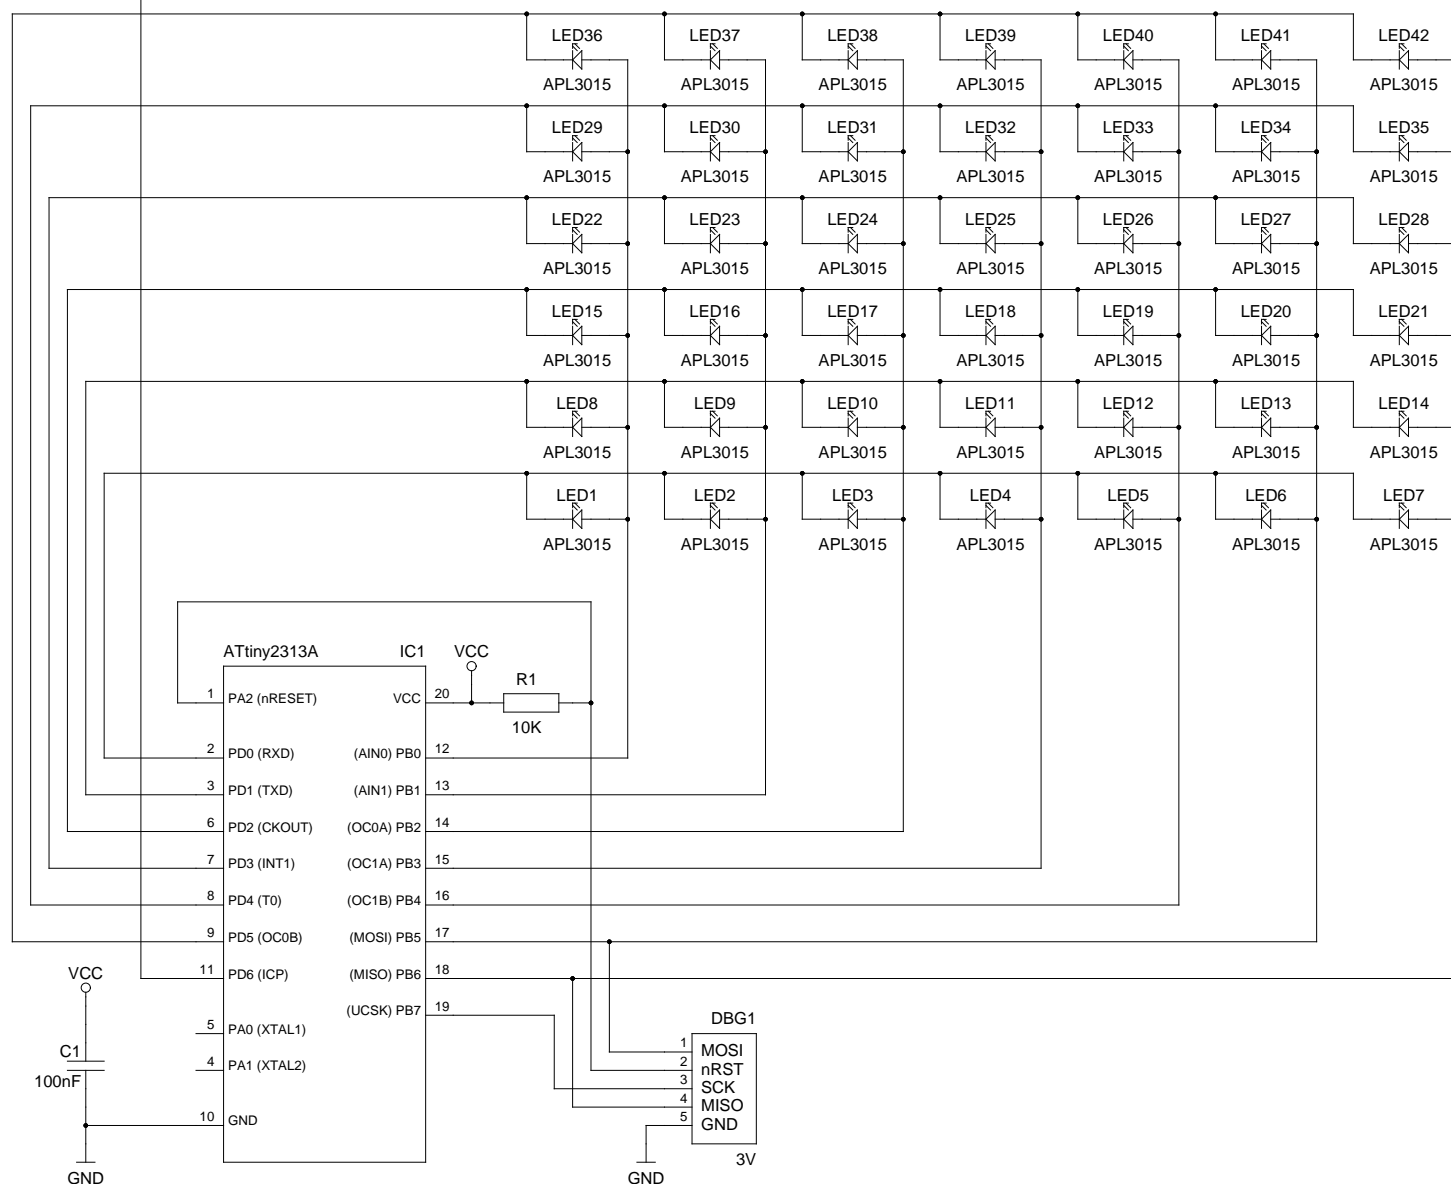 LED36 LED37 LED38 LED39 LED40 LED41 LED42
APL3015 APL3015 APL3015 APL3015 APL3015 APL3015 APL3015
LED29 LED30 LED31 LED32 LED33 LED34 LED35
APL3015 APL3015 APL3015 APL3015 APL3015 APL3015 APL3015
LED22 LED23 LED24 LED25 LED26 LED27 LED28
APL3015 APL3015 APL3015 APL3015 APL3015 APL3015 APL3015
LED15 LED16 LED17 LED18 LED19 LED20 LED21
APL3015 APL3015 APL3015 APL3015 APL3015 APL3015 APL3015
LED8 LED9 LED10 LED11 LED12 LED13 LED14
APL3015 APL3015 APL3015 APL3015 APL3015 APL3015 APL3015
LED1 LED2 LED3 LED4 LED5 LED6 LED7
APL3015 APL3015 APL3015 APL3015 APL3015 APL3015 APL3015
ATtiny2313A IC1 VCC
R1
1 PA2 (nRESET) VCC 20
10K
2 PD0 (RXD) (AIN0) PB0 12
3 PD1 (TXD) (AIN1) PB1 13
6 PD2 (CKOUT) (OC0A) PB2 14
7 PD3 (INT1) (OC1A) PB3 15
8 PD4 (T0) (OC1B) PB4 16
9 PD5 (OC0B) (MOSI) PB5 17
VCC 11 PD6 (ICP) (MISO) PB6 18
(UCSK) PB7 19
DBG1
5 PA0 (XTAL1)
C1 1 MOSI
4 PA1 (XTAL2) 2 nRST
100nF 3 SCK
4 MISO
10 GND 5 GND
3V
GND GND